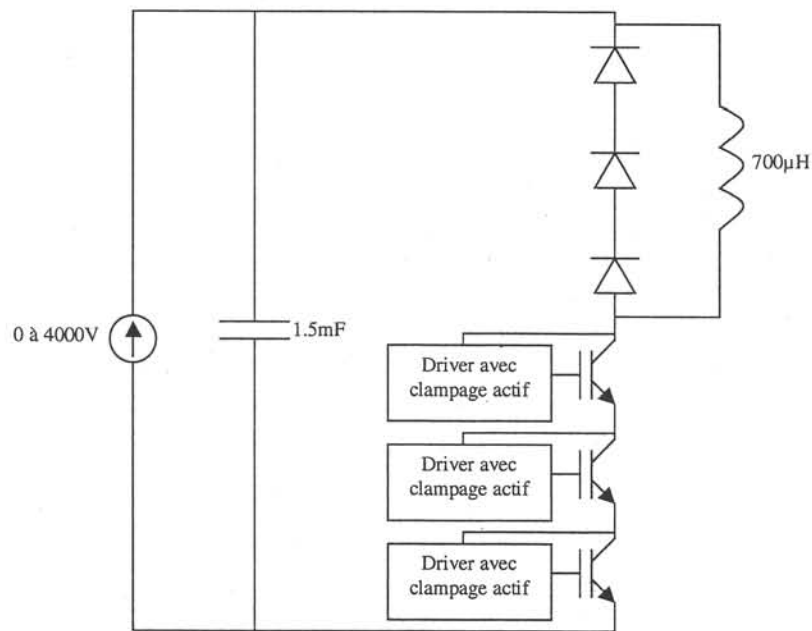 700µH
0 à 4000V
1.5mF
Driver avec
clampage actif
Driver avec
clampage actif
Driver avec
clampage actif